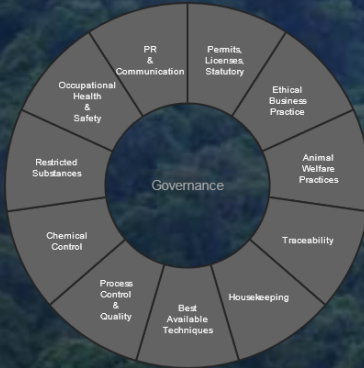 PR
&
Communication
Permits,
Licenses,
Statutory
Ethical
Business
Practice
Animal
Welfare
Practices
Traceability
Housekeeping
Best
Available
Techniques
Process
Control
&
Quality
Chemical
Control
Restricted
Substances
Occupational
Health
&
Safety
Governance